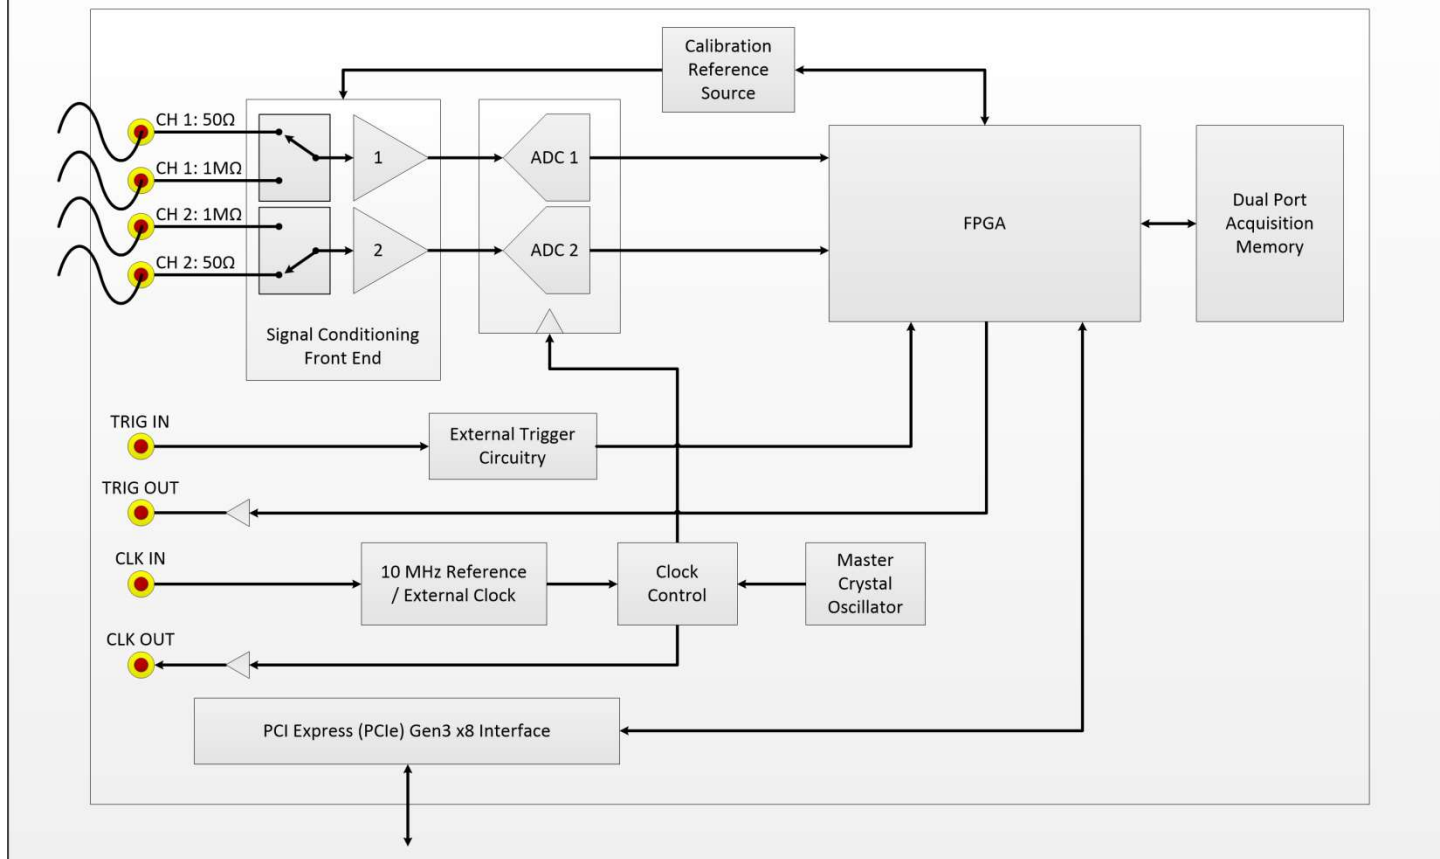 Calibration
Reference
Source
CH 1: 50Ω
CH 1: 1MΩ
CH 2: 1MΩ
CH 2: 50Ω
1
2
Signal Conditioning
Front End
ADC 1
ADC 2
FPGA
Dual Port
Acquisition
Memory
TRIG IN
External Trigger
Circuitry
TRIG OUT
CLK IN
10 MHz Reference
/ External Clock
Clock
Control
Master
Crystal
Oscillator
CLK OUT
PCI Express (PCIe) Gen3 x8 Interface